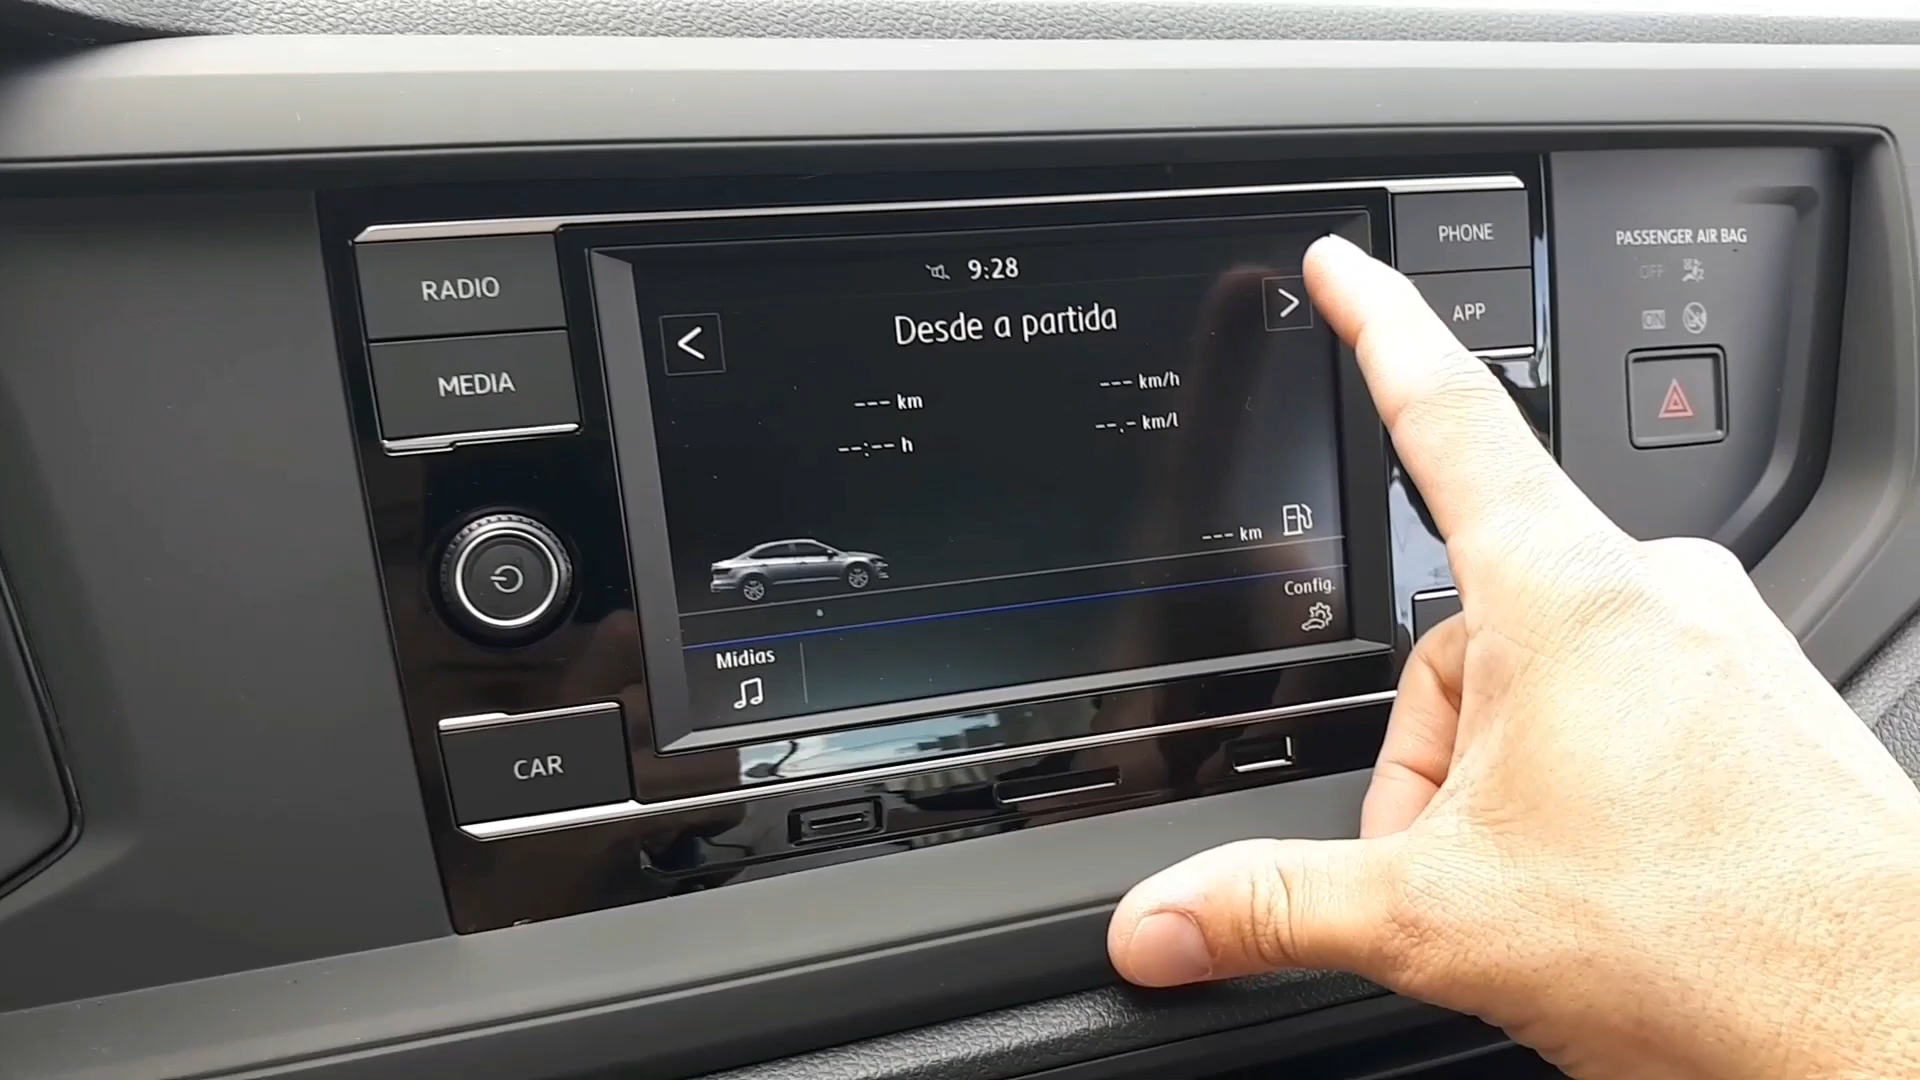 RADIO
MEDIA
CAR
9:28
Desde a partida
--- km
--- km/h
--:-- h
--.- km/l
--- km
Config.
Mídias
PHONE
APP
PASSENGER AIR BAG
OFF
ON